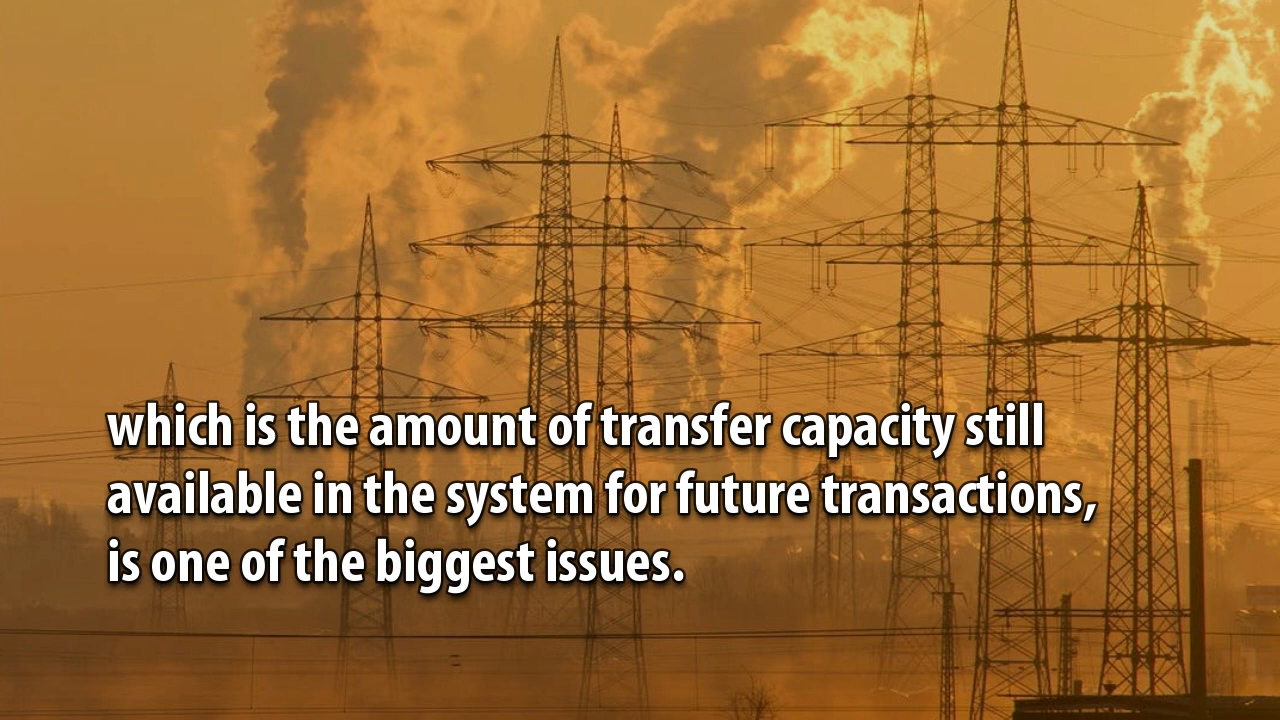 which is the amount of transfer capacity still
available in the system for future transactions,
is one of the biggest issues.